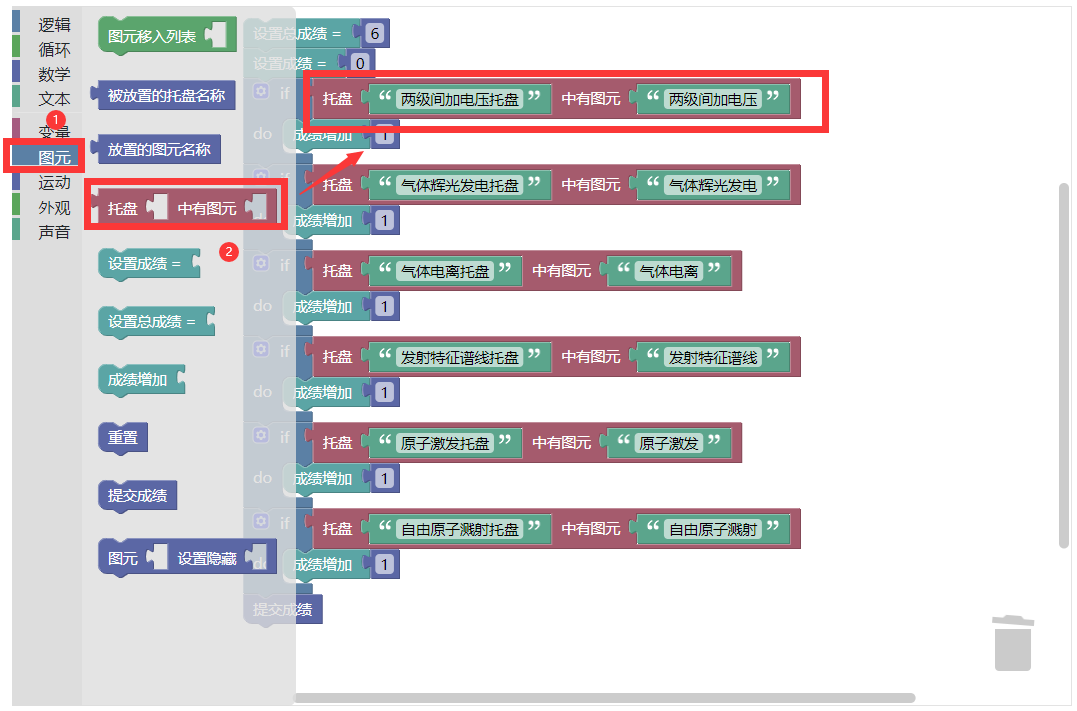 逻辑
循环
数学
文本
1
变量
图元
运动
外观
声音
图元移入列表
被放置的托盘名称
放置的图元名称
托盘 中有图元
2
设置成绩 =
设置总成绩 =
成绩增加
重置
提交成绩
图元 设置隐藏
设置总成绩 = 6
设置成绩 = 0
if 托盘 “ 两级间加电压托盘 ” 中有图元 “ 两级间加电压 ”
do 成绩增加 1
if 托盘 “ 气体辉光发电托盘 ” 中有图元 “ 气体辉光发电 ”
do 成绩增加 1
if 托盘 “ 气体电离托盘 ” 中有图元 “ 气体电离 ”
do 成绩增加 1
if 托盘 “ 发射特征谱线托盘 ” 中有图元 “ 发射特征谱线 ”
do 成绩增加 1
if 托盘 “ 原子激发托盘 ” 中有图元 “ 原子激发 ”
do 成绩增加 1
if 托盘 “ 自由原子溅射托盘 ” 中有图元 “ 自由原子溅射 ”
do 成绩增加 1
提交成绩